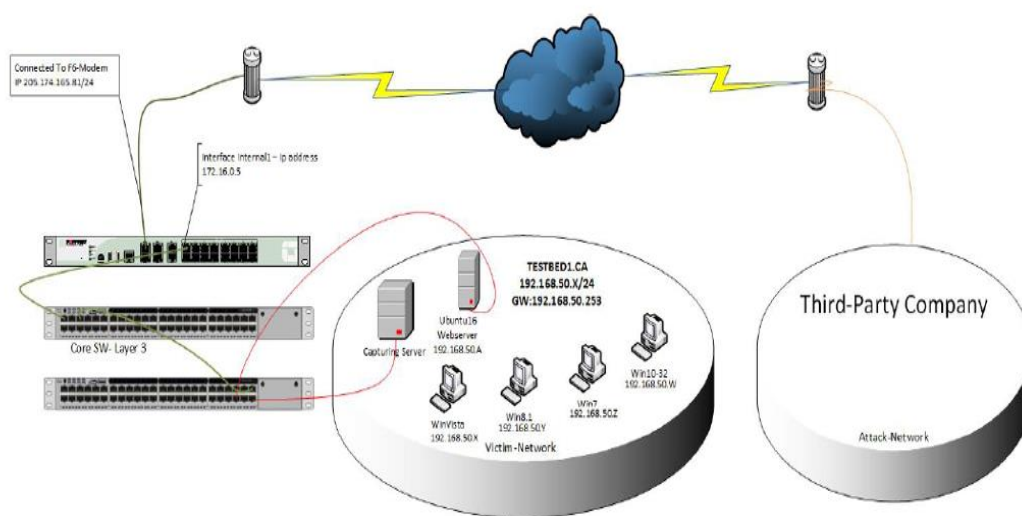 Connected To F6-Modem
IP 205.174.165.81/24
Interface Internal1 – Ip address
172.16.0.5
Core SW- Layer 3
Capturing Server
Ubuntu16
Webserver
192.168.50.A
TESTBED1.CA
192.168.50.X/24
GW:192.168.50.253
WinVista
192.168.50.X
Win8.1
192.168.50.Y
Win7
192.168.50.Z
Win10-32
192.168.50.W
Victim-Network
Third-Party Company
Attack-Network